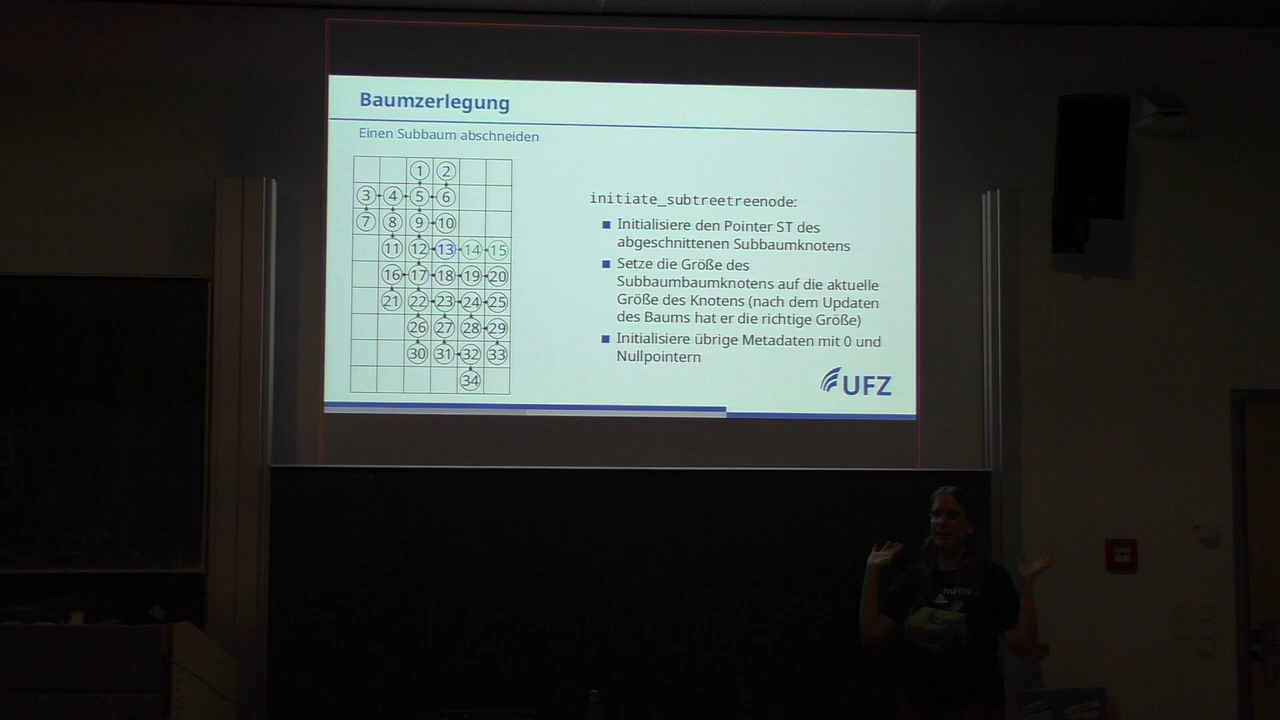 Baumzerlegung
Einen Subbaum abschneiden
1 2
3 4 5 6
7 8 9 10
11 12 13 14 15
16 17 18 19 20
21 22 23 24 25
26 27 28 29
30 31 32 33
34
initiate_subtreetreenode:
Initialisiere den Pointer ST des
abgeschnittenen Subbaumknotens
Setze die Größe des
Subbaumbaumknotens auf die aktuelle
Größe des Knotens (nach dem Updaten
des Baums hat er die richtige Größe)
Initialisiere übrige Metadaten mit 0 und
Nullpointern
UFZ